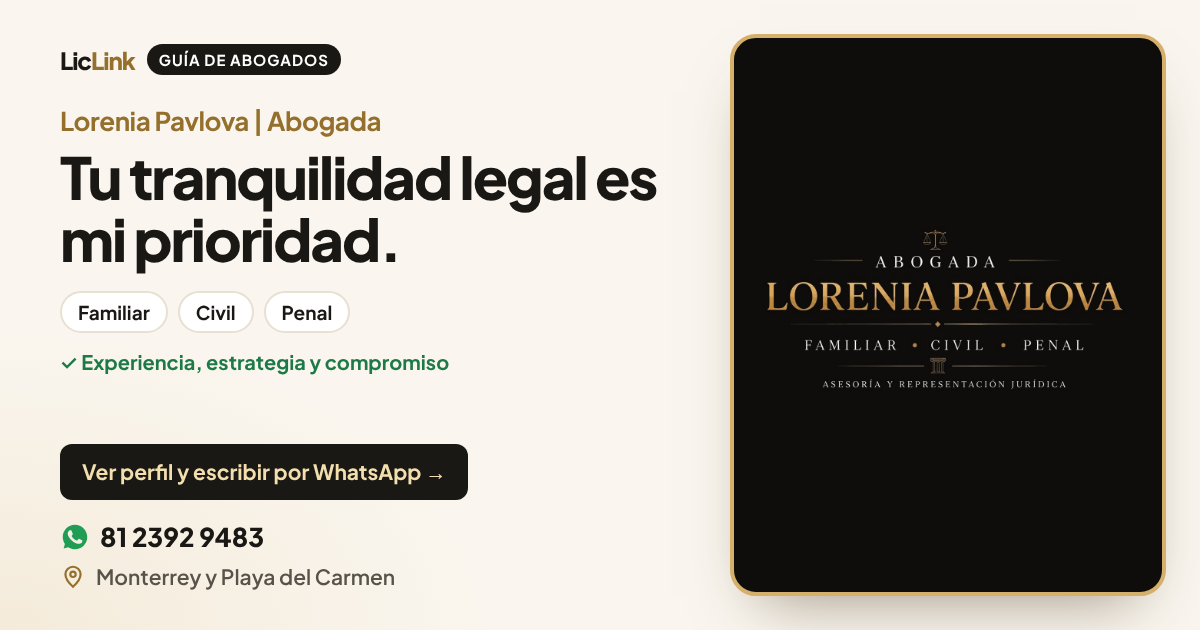 LicLink
GUÍA DE ABOGADOS
Lorenia Pavlova | Abogada
Tu tranquilidad legal es
mi prioridad.
Familiar
Civil
Penal
✓ Experiencia, estrategia y compromiso
Ver perfil y escribir por WhatsApp →
81 2392 9483
Monterrey y Playa del Carmen
ABOGADA
LORENIA PAVLOVA
FAMILIAR • CIVIL • PENAL
ASESORÍA Y REPRESENTACIÓN JURÍDICA